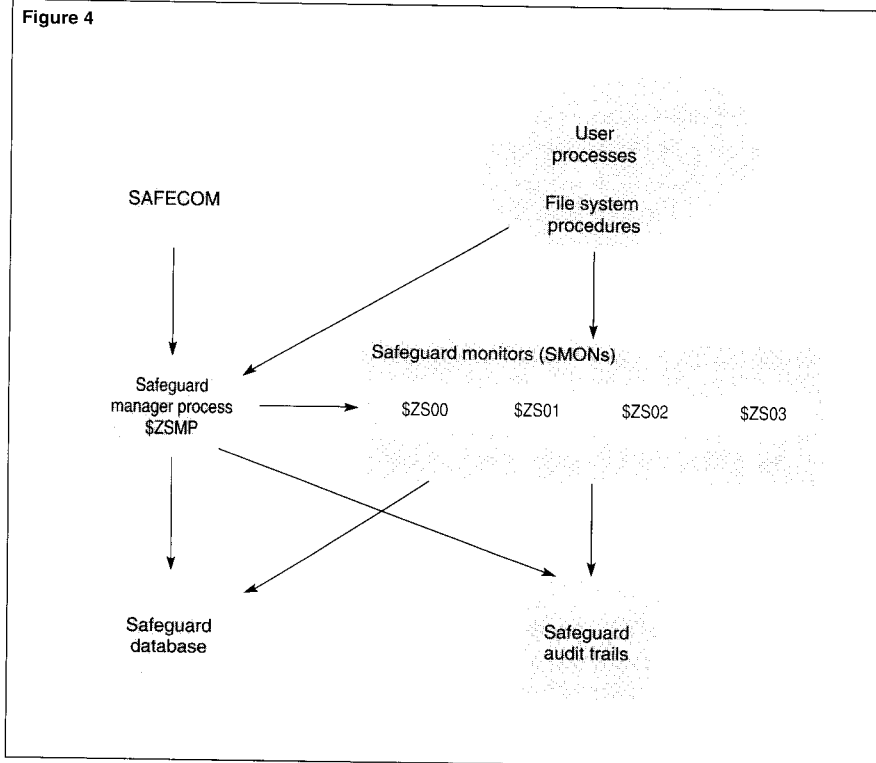 Figure 4
User
processes
SAFECOM
File system
procedures
Safeguard monitors (SMONs)
Safeguard
manager process
$ZSMP
$ZS00
$ZS01
$ZS02
$ZS03
Safeguard
database
Safeguard
audit trails